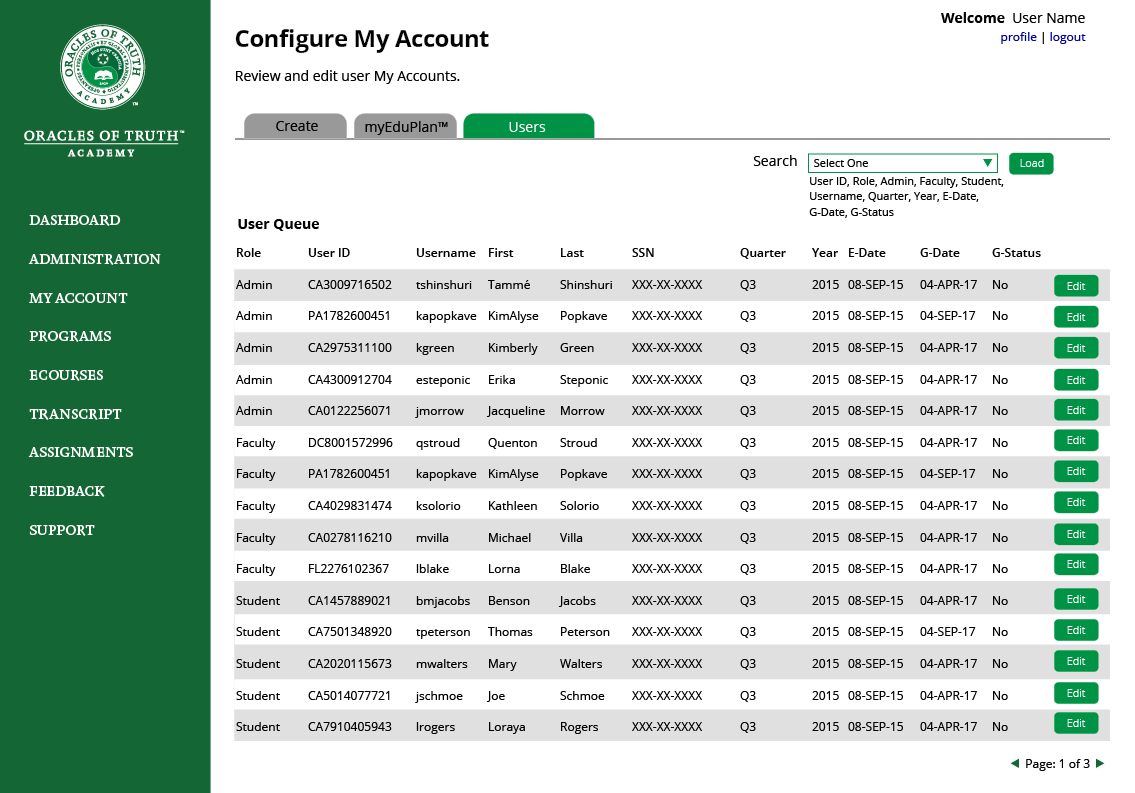 ORACLES OF TRUTH
ACADEMY
ORACLES OF TRUTH™
ACADEMY
DASHBOARD
ADMINISTRATION
MY ACCOUNT
PROGRAMS
ECOURSES
TRANSCRIPT
ASSIGNMENTS
FEEDBACK
SUPPORT
Welcome User Name
profile | logout
Configure My Account
Review and edit user My Accounts.
Create myEduPlan™ Users
Search Select One ▼ Load
User ID, Role, Admin, Faculty, Student,
Username, Quarter, Year, E-Date,
G-Date, G-Status
User Queue
Role User ID Username First Last SSN Quarter Year E-Date G-Date G-Status
Admin CA3009716502 tshinshuri Tammé Shinshuri XXX-XX-XXXX Q3 2015 08-SEP-15 04-APR-17 No Edit
Admin PA1782600451 kapopkave KimAlyse Popkave XXX-XX-XXXX Q3 2015 08-SEP-15 04-SEP-17 No Edit
Admin CA2975311100 kgreen Kimberly Green XXX-XX-XXXX Q3 2015 08-SEP-15 04-APR-17 No Edit
Admin CA4300912704 esteponic Erika Steponic XXX-XX-XXXX Q3 2015 08-SEP-15 04-APR-17 No Edit
Admin CA0122256071 jmorrow Jacqueline Morrow XXX-XX-XXXX Q3 2015 08-SEP-15 04-APR-17 No Edit
Faculty DC8001572996 qstroud Quenton Stroud XXX-XX-XXXX Q3 2015 08-SEP-15 04-APR-17 No Edit
Faculty PA1782600451 kapopkave KimAlyse Popkave XXX-XX-XXXX Q3 2015 08-SEP-15 04-SEP-17 No Edit
Faculty CA4029831474 ksolorio Kathleen Solorio XXX-XX-XXXX Q3 2015 08-SEP-15 04-APR-17 No Edit
Faculty CA0278116210 mvilla Michael Villa XXX-XX-XXXX Q3 2015 08-SEP-15 04-APR-17 No Edit
Faculty FL2276102367 lblake Lorna Blake XXX-XX-XXXX Q3 2015 08-SEP-15 04-APR-17 No Edit
Student CA1457889021 bmjacobs Benson Jacobs XXX-XX-XXXX Q3 2015 08-SEP-15 04-APR-17 No Edit
Student CA7501348920 tpeterson Thomas Peterson XXX-XX-XXXX Q3 2015 08-SEP-15 04-SEP-17 No Edit
Student CA2020115673 mwalters Mary Walters XXX-XX-XXXX Q3 2015 08-SEP-15 04-APR-17 No Edit
Student CA5014077721 jschmoe Joe Schmoe XXX-XX-XXXX Q3 2015 08-SEP-15 04-APR-17 No Edit
Student CA7910405943 lrogers Loraya Rogers XXX-XX-XXXX Q3 2015 08-SEP-15 04-APR-17 No Edit
◀ Page: 1 of 3 ▶